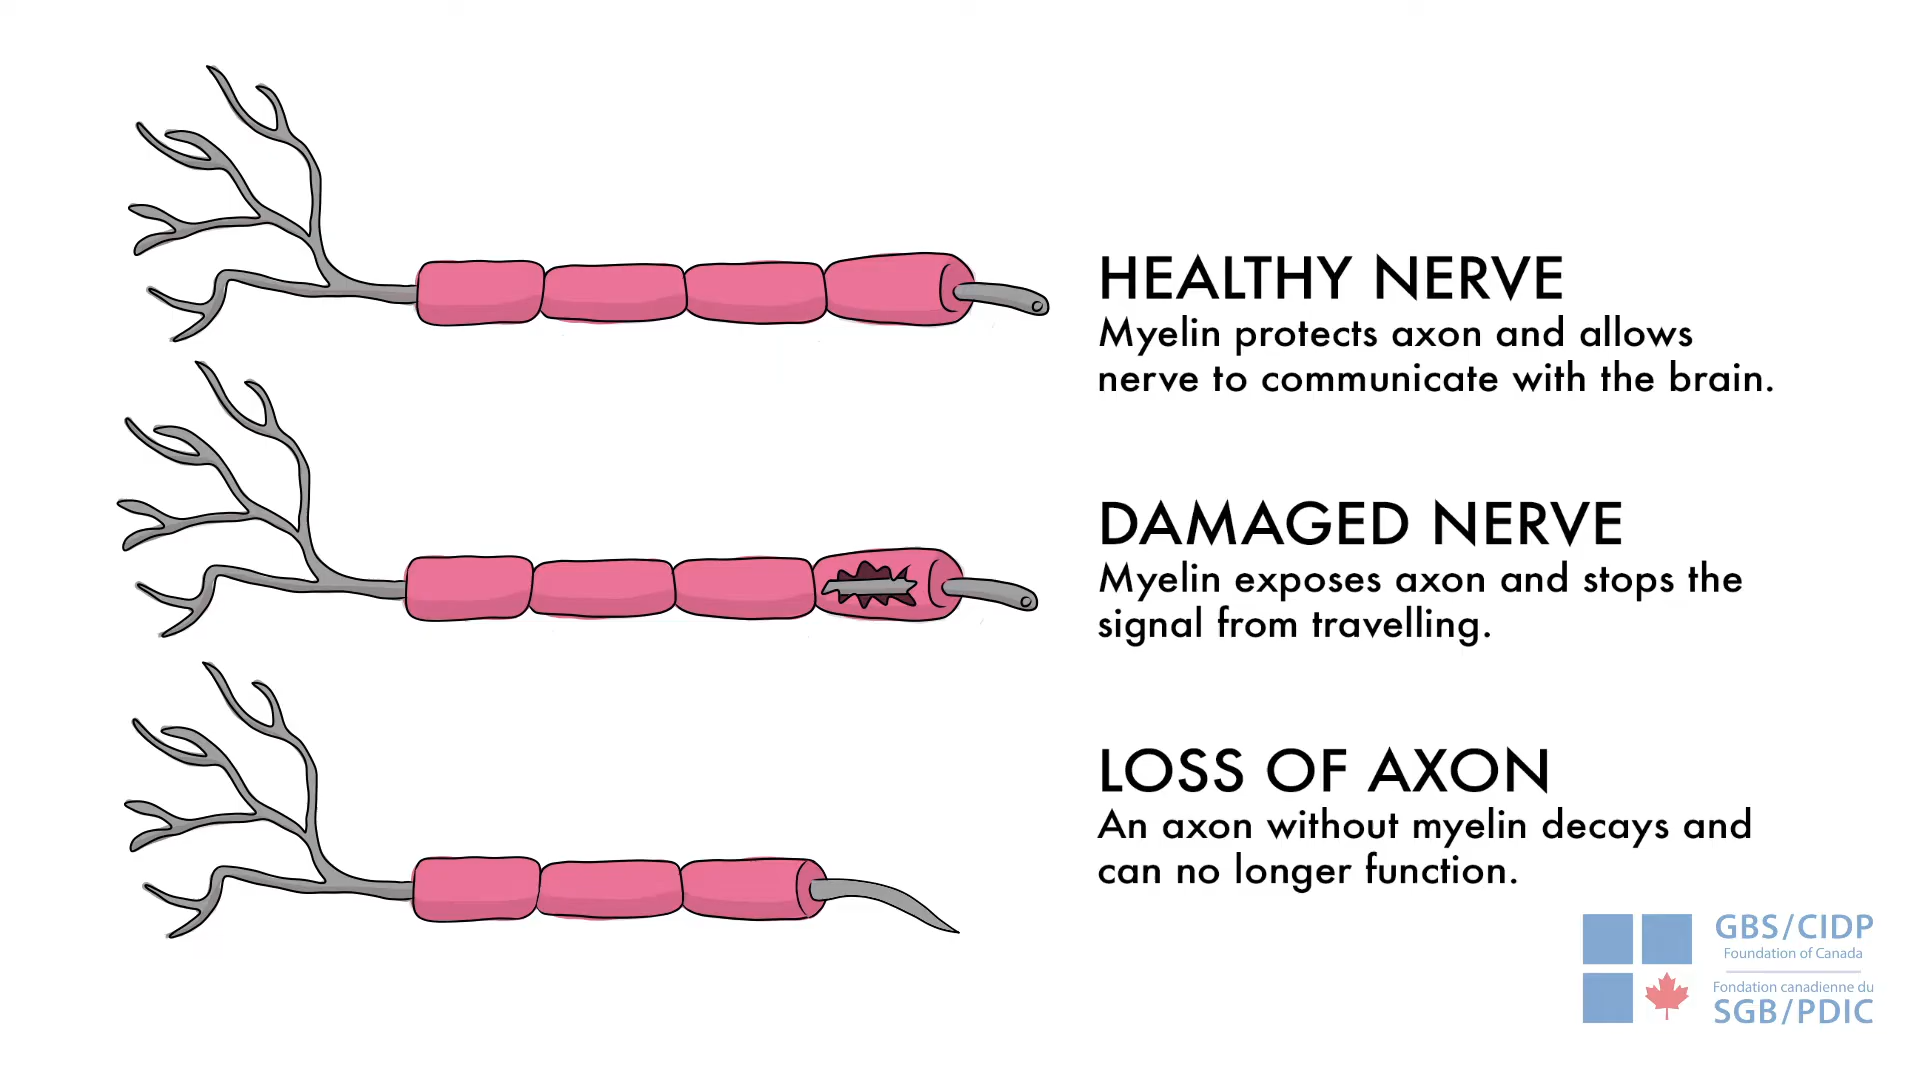 HEALTHY NERVE
Myelin protects axon and allows
nerve to communicate with the brain.
DAMAGED NERVE
Myelin exposes axon and stops the
signal from travelling.
LOSS OF AXON
An axon without myelin decays and
can no longer function.
GBS/CIDP
Foundation of Canada
Fondation canadienne du
SGB/PDIC